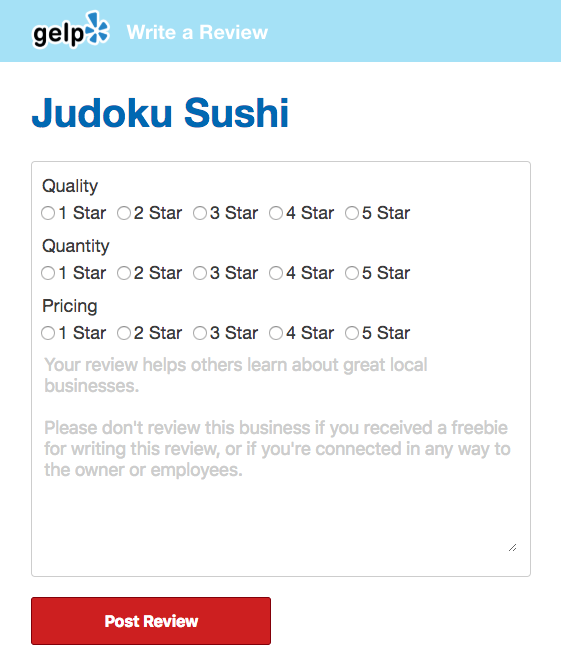 gelp Write a Review
Judoku Sushi
Quality
1 Star 2 Star 3 Star 4 Star 5 Star
Quantity
1 Star 2 Star 3 Star 4 Star 5 Star
Pricing
1 Star 2 Star 3 Star 4 Star 5 Star
Your review helps others learn about great local
businesses.
Please don't review this business if you received a freebie
for writing this review, or if you're connected in any way to
the owner or employees.
Post Review